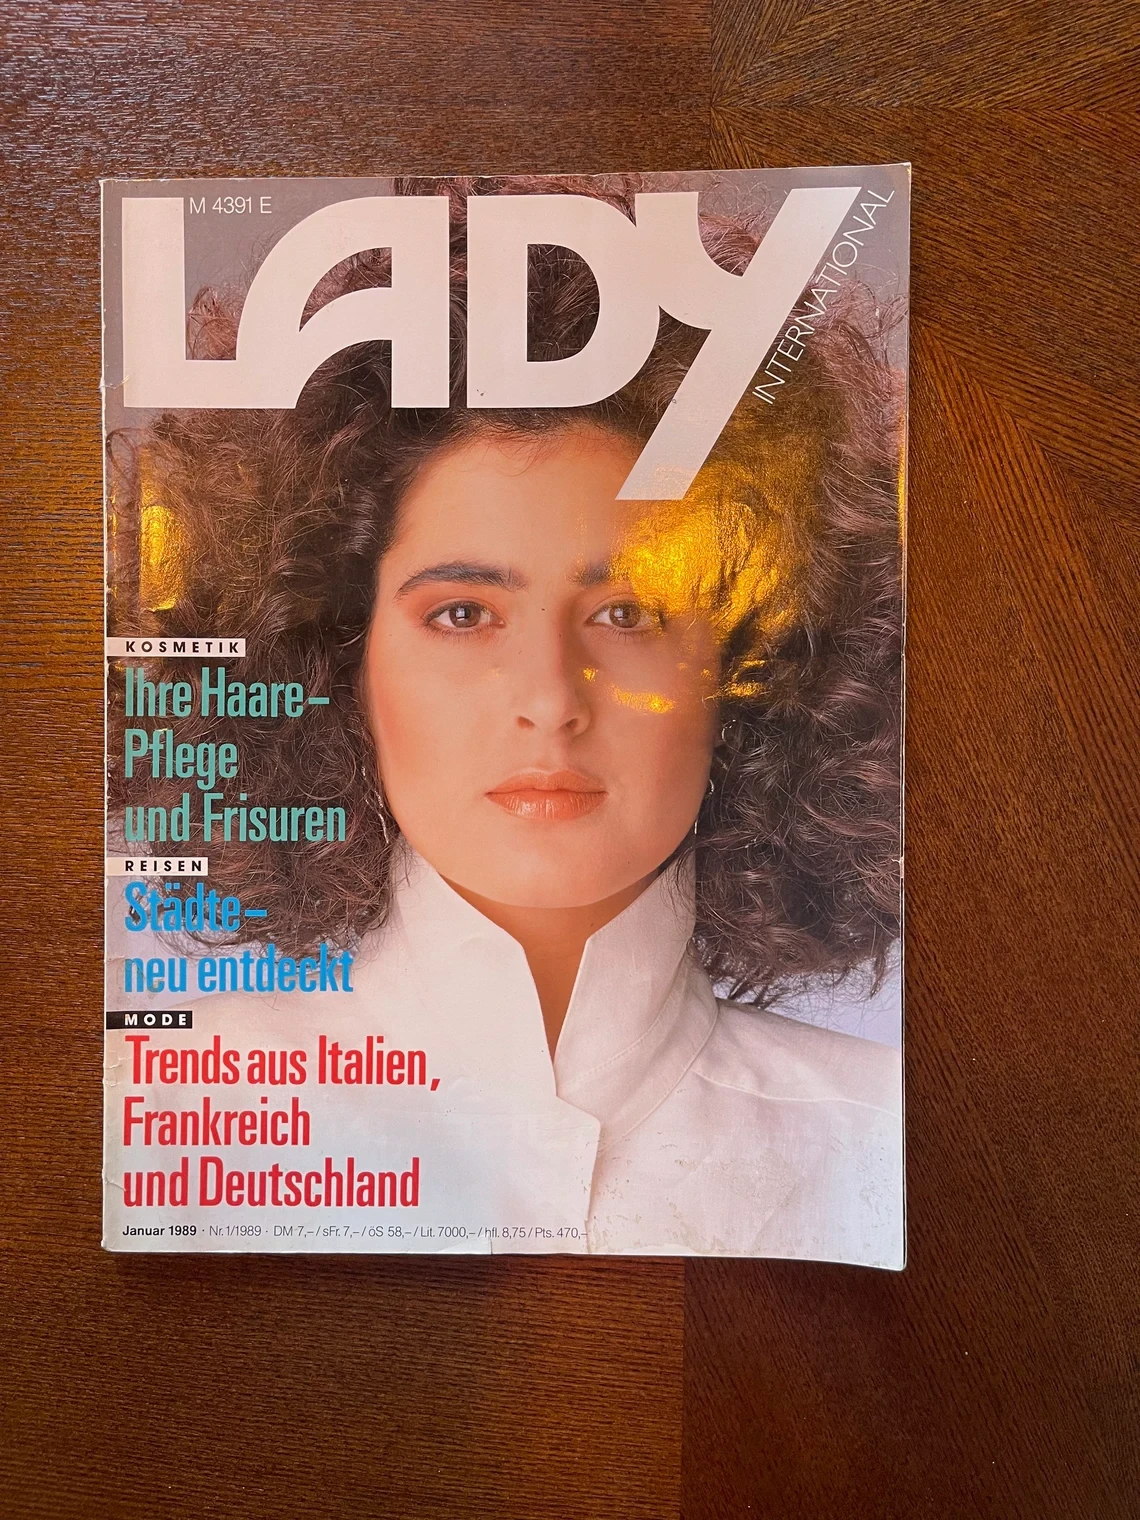 M 4391 E
LADY
INTERNATIONAL
KOSMETIK
Ihre Haare–
Pflege
und Frisuren
REISEN
Städte–
neu entdeckt
MODE
Trends aus Italien,
Frankreich
und Deutschland
Januar 1989 · Nr. 1/1989 · DM 7,– / sFr. 7,– / öS 58,– / Lit. 7000,– / hfl. 8,75 / Pts. 470,–